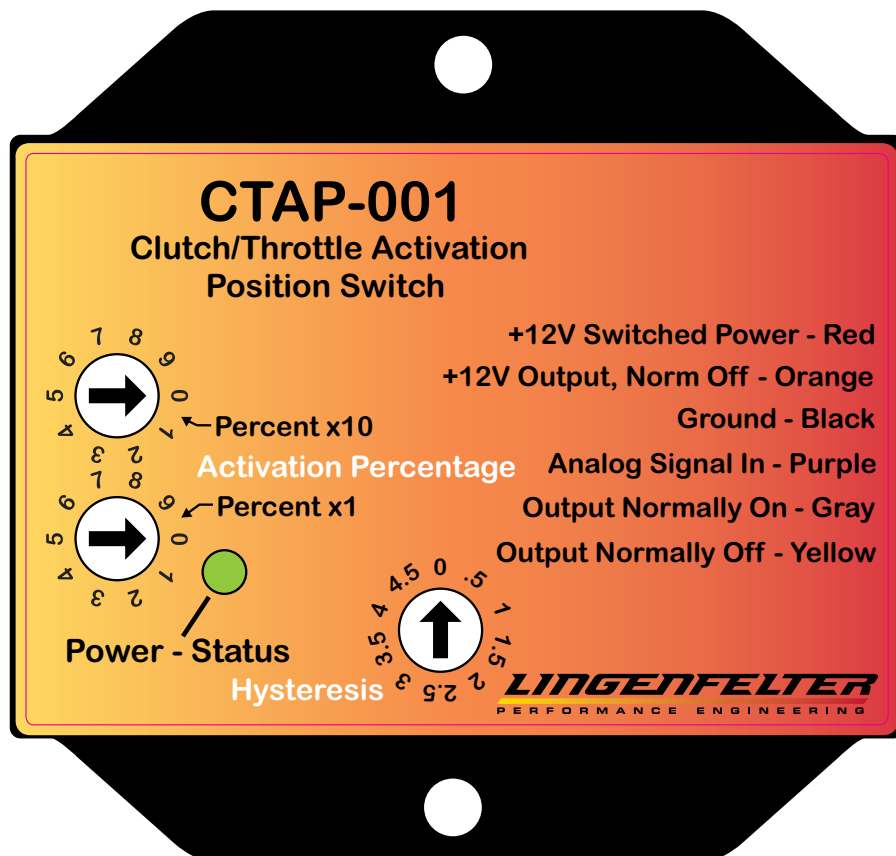 CTAP-001
Clutch/Throttle Activation
Position Switch
+12V Switched Power - Red
+12V Output, Norm Off - Orange
Ground - Black
Analog Signal In - Purple
Output Normally On - Gray
Output Normally Off - Yellow
0 1 2 3 4 5 6 7 8 9
Percent x10
Activation Percentage
0 1 2 3 4 5 6 7 8 9
Percent x1
Power - Status
0 .5 1 1.5 2 2.5 3 3.5 4 4.5
Hysteresis
LINGENFELTER
PERFORMANCE ENGINEERING